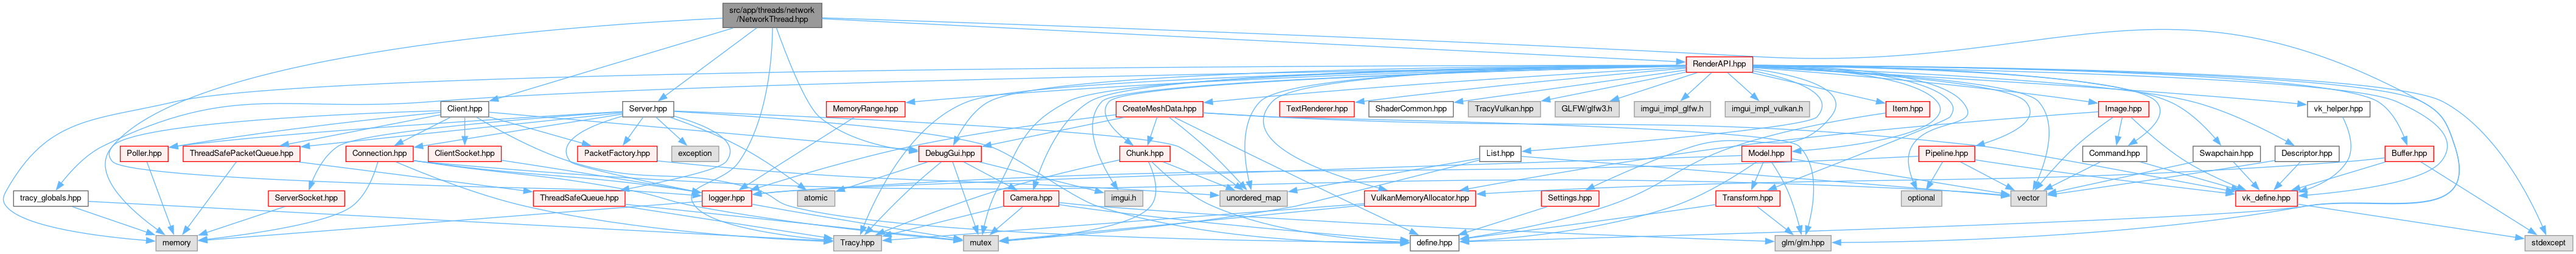 src/app/threads/network
/NetworkThread.hpp
RenderAPI.hpp
Client.hpp
Server.hpp
MemoryRange.hpp
CreateMeshData.hpp
TextRenderer.hpp
ShaderCommon.hpp
TracyVulkan.hpp
GLFW/glfw3.h
imgui_impl_glfw.h
imgui_impl_vulkan.h
Item.hpp
Image.hpp
vk_helper.hpp
Poller.hpp
ThreadSafePacketQueue.hpp
Connection.hpp
ClientSocket.hpp
PacketFactory.hpp
exception
DebugGui.hpp
Chunk.hpp
List.hpp
Model.hpp
Pipeline.hpp
Command.hpp
Swapchain.hpp
Descriptor.hpp
Buffer.hpp
tracy_globals.hpp
ServerSocket.hpp
ThreadSafeQueue.hpp
logger.hpp
atomic
Camera.hpp
imgui.h
unordered_map
VulkanMemoryAllocator.hpp
Settings.hpp
Transform.hpp
optional
vector
vk_define.hpp
memory
Tracy.hpp
mutex
define.hpp
glm/glm.hpp
stdexcept